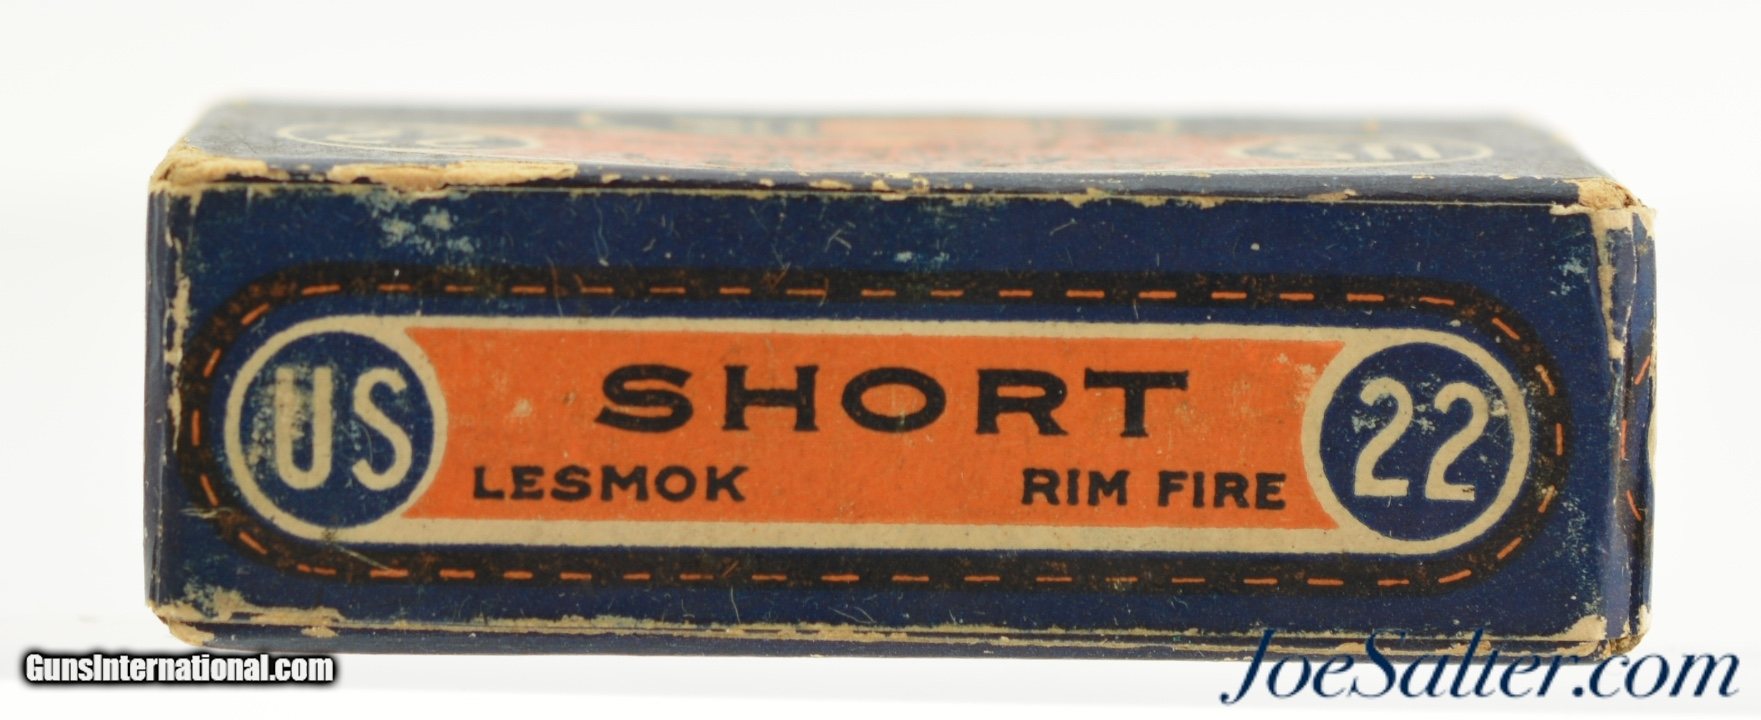 US SHORT 22
LESMOK RIM FIRE
GunsInternational.com
JoeSalter.com